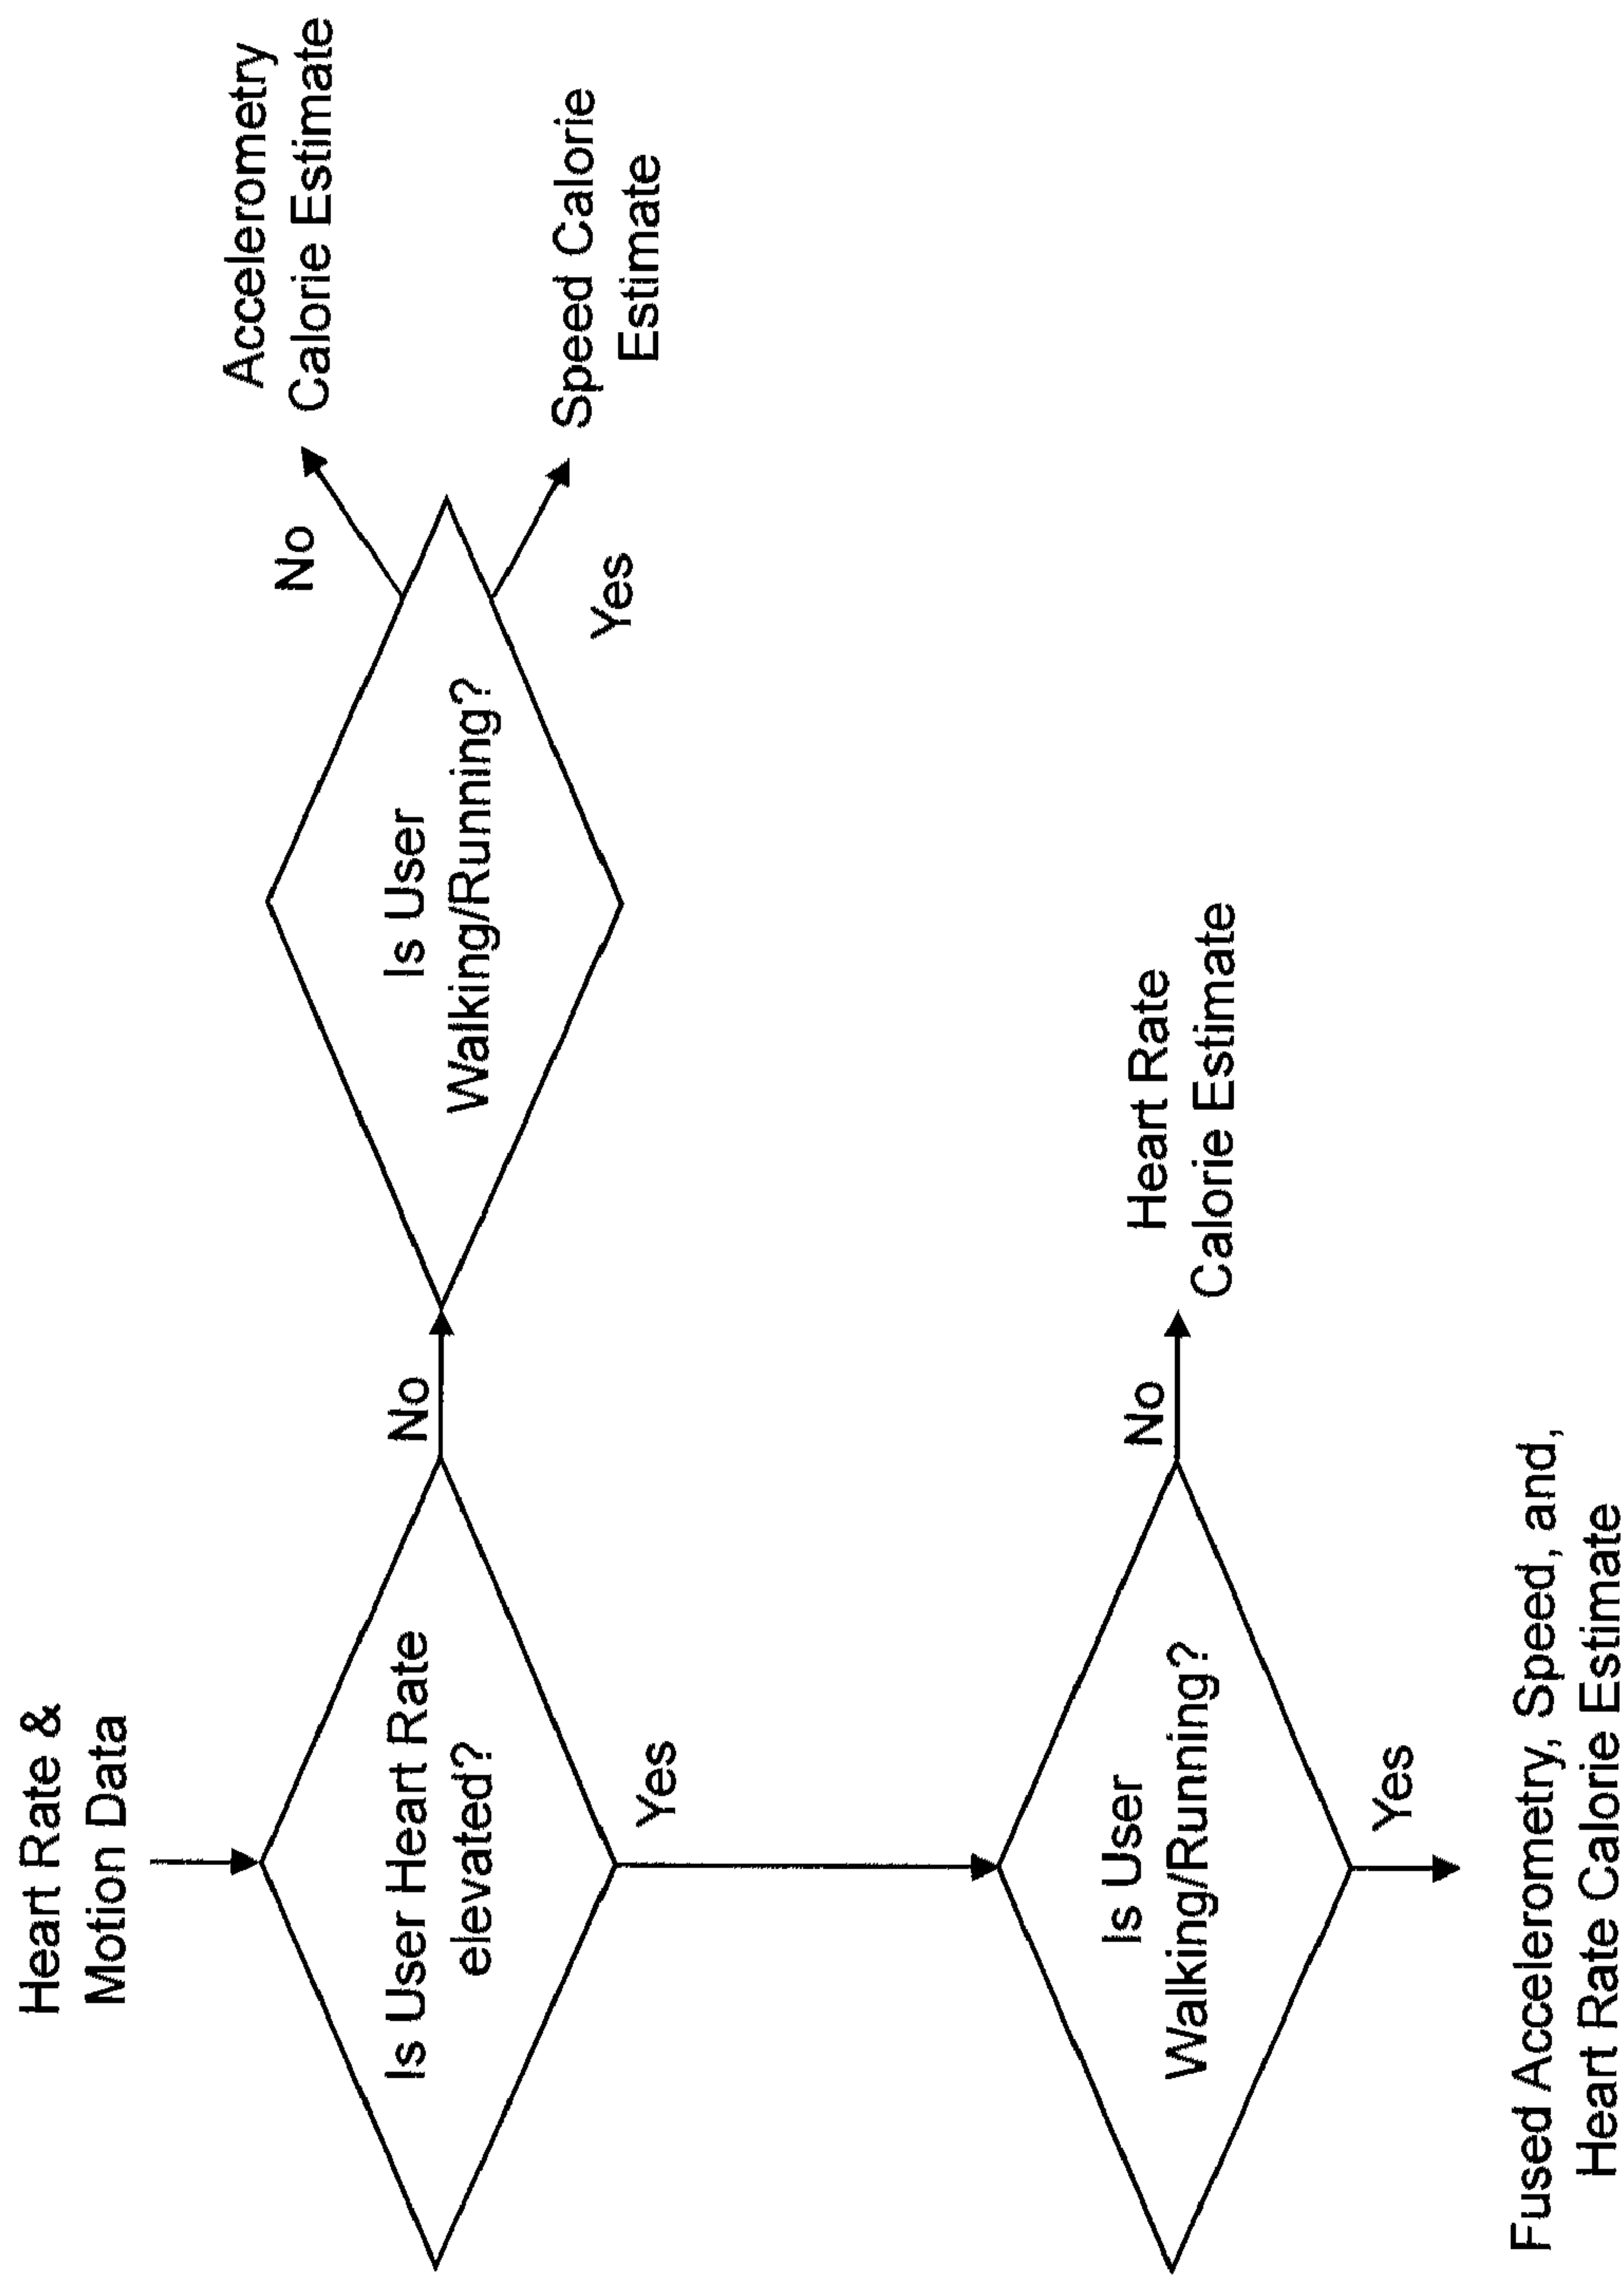 Heart Rate &
Motion Data
Is User Heart Rate
elevated?
No
Is User
Walking/Running?
No
Accelerometry
Calorie Estimate
Yes
Speed Calorie
Estimate
Yes
Is User
Walking/Running?
No
Heart Rate
Calorie Estimate
Yes
Fused Accelerometry, Speed, and,
Heart Rate Calorie Estimate